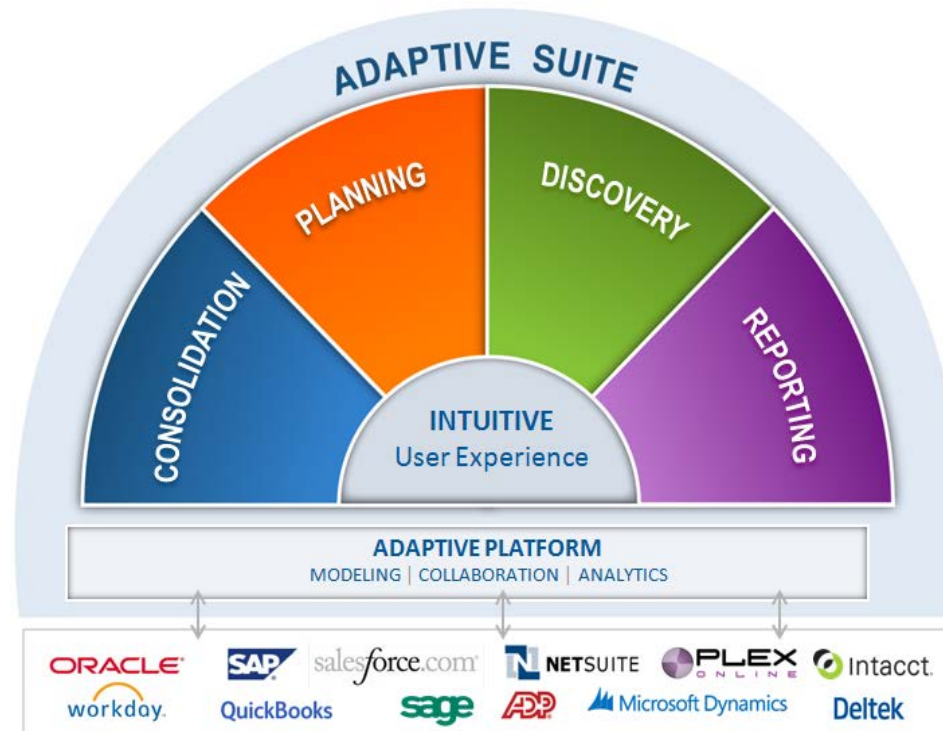 ADAPTIVE SUITE
CONSOLIDATION
PLANNING
DISCOVERY
REPORTING
INTUITIVE
User Experience
ADAPTIVE PLATFORM
MODELING | COLLABORATION | ANALYTICS
ORACLE SAP salesforce.com NETSUITE PLEX ONLINE Intacct.
workday. QuickBooks sage ADP Microsoft Dynamics Deltek